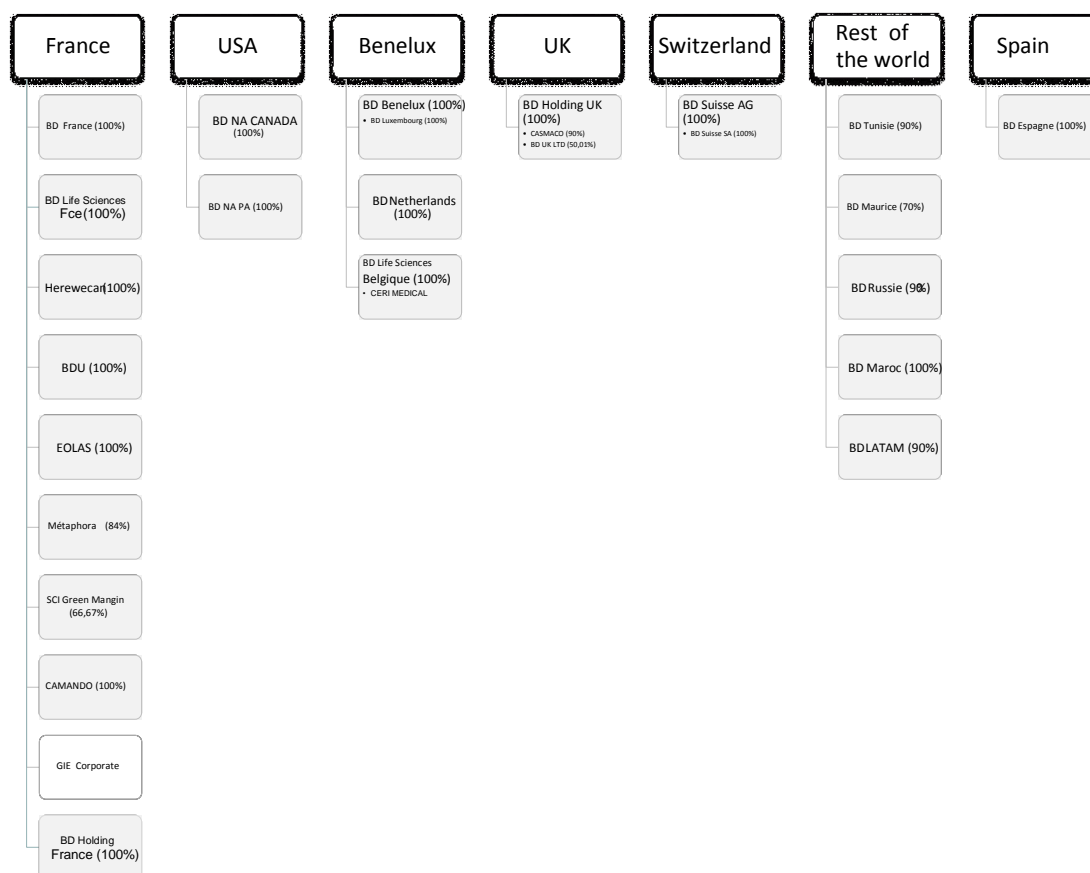 France
BD France (100%)
BD Life Sciences
Fce (100%)
Herewecan(100%)
BDU (100%)
EOLAS (100%)
Métaphora (84%)
SCI Green Mangin
(66,67%)
CAMANDO (100%)
GIE Corporate
BD Holding
France (100%)
USA
BD NA CANADA
(100%)
BD NA PA (100%)
Benelux
BD Benelux (100%)
• BD Luxembourg (100%)
BD Netherlands
(100%)
BD Life Sciences
Belgique (100%)
• CERI MEDICAL
UK
BD Holding UK
(100%)
• CASMACO (90%)
• BD UK LTD (50,01%)
Switzerland
BD Suisse AG
(100%)
• BD Suisse SA (100%)
Rest of
the world
BD Tunisie (90%)
BD Maurice (70%)
BD Russie
BD Maroc (100%)
BD LATAM (90%)
Spain
BD Espagne (100%)